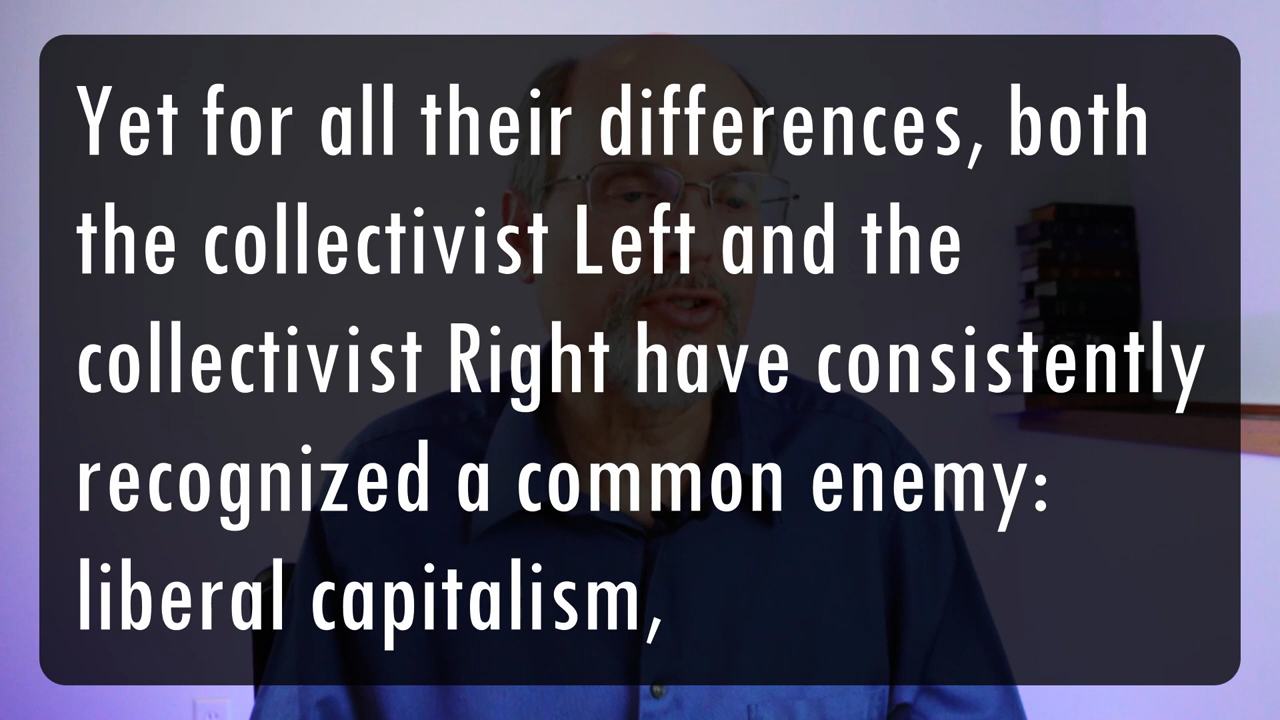 Yet for all their differences, both
the collectivist Left and the
collectivist Right have consistently
recognized a common enemy:
liberal capitalism,